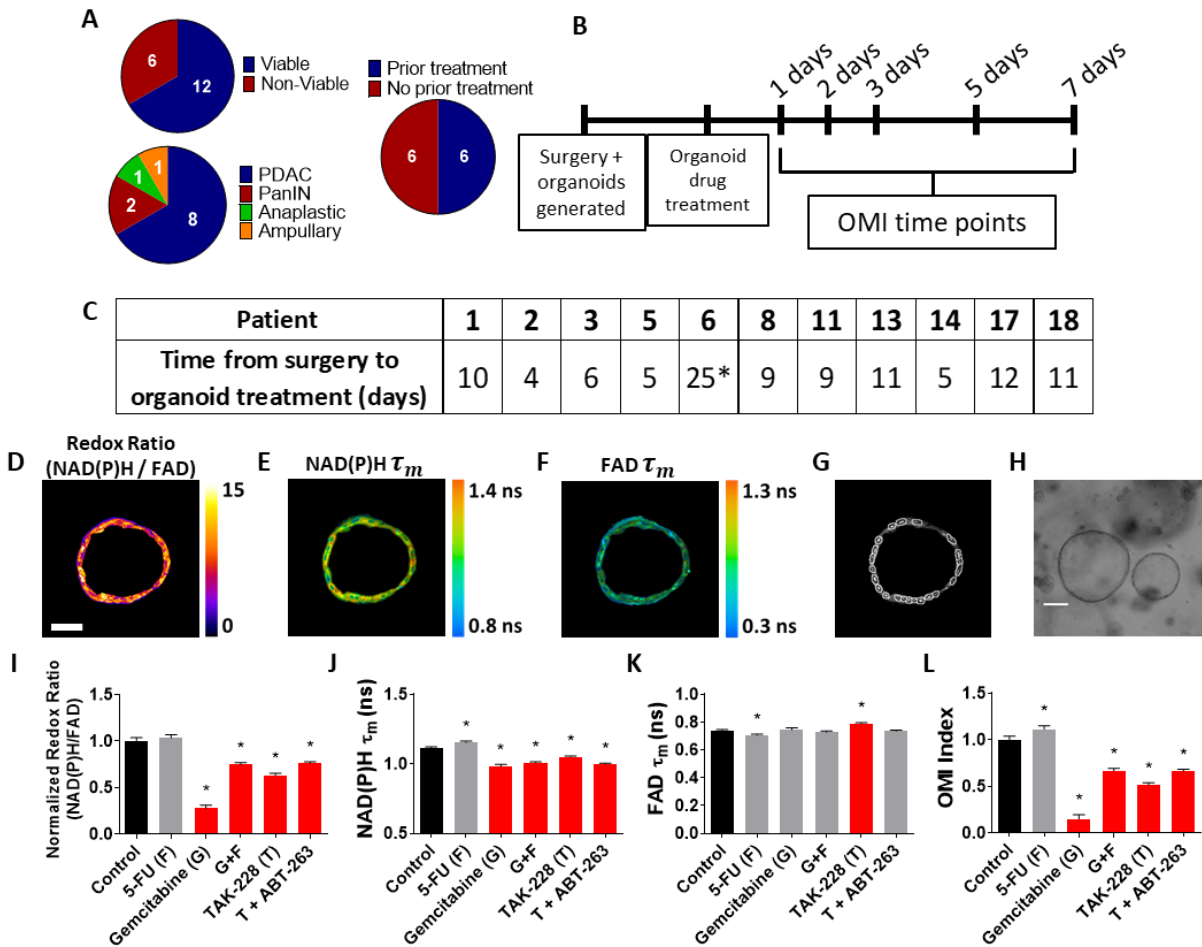 A
6
12
Viable
Non-Viable
1
1
2
8
PDAC
PanIN
Anaplastic
Ampullary
Prior treatment
No prior treatment
6
6
B
1 days
2 days
3 days
5 days
7 days
Surgery +
organoids
generated
Organoid
drug
treatment
OMI time points
C
Patient 1 2 3 5 6 8 11 13 14 17 18
Time from surgery to
organoid treatment (days) 10 4 6 5 25* 9 9 11 5 12 11
D
Redox Ratio
(NAD(P)H / FAD)
15
0
E
NAD(P)H τm
1.4 ns
0.8 ns
F
FAD τm
1.3 ns
0.3 ns
G
H
I
Normalized Redox Ratio
(NAD(P)H/FAD)
1.5
1.0
0.5
0.0
* * * *
Control
5-FU (F)
Gemcitabine (G)
G+F
TAK-228 (T)
T + ABT-263
J
NAD(P)H τm (ns)
1.5
1.0
0.5
* * * * *
Control
5-FU (F)
Gemcitabine (G)
G+F
TAK-228 (T)
T + ABT-263
K
FAD τm (ns)
1.0
0.8
0.6
0.4
0.2
0.0
* *
Control
5-FU (F)
Gemcitabine (G)
G+F
TAK-228 (T)
T + ABT-263
L
OMI Index
1.5
1.0
0.5
0.0
* * * * *
Control
5-FU (F)
Gemcitabine (G)
G+F
TAK-228 (T)
T + ABT-263